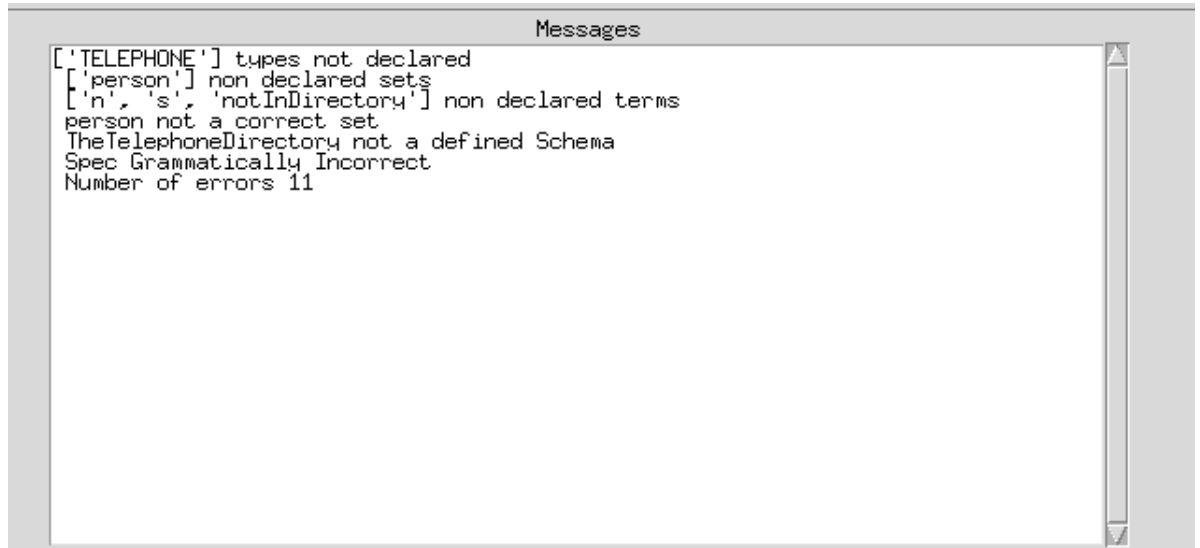 Messages
['TELEPHONE'] types not declared
['person'] non declared sets
['n', 's', 'notInDirectory'] non declared terms
person not a correct set
TheTelephoneDirectory not a defined Schema
Spec Grammatically Incorrect
Number of errors 11